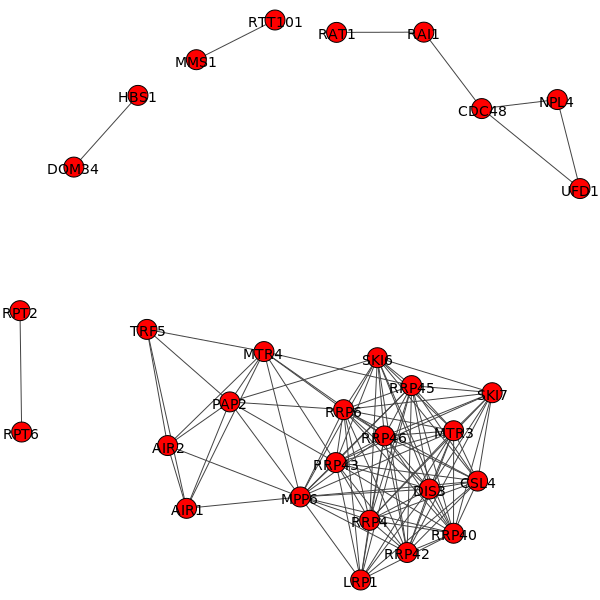 RTT101
RAT1
RAI1
MMS1
HBS1
NPL4
CDC48
DOM34
UFD1
RPT2
TRF5
MTR4
SKI6
RRP45
SKI7
PAP2
RRP6
RPT6
MTR3
RRP46
AIR2
RRP43
CSL4
DIS3
MPP6
AIR1
RRP4
RRP40
RRP42
LRP1